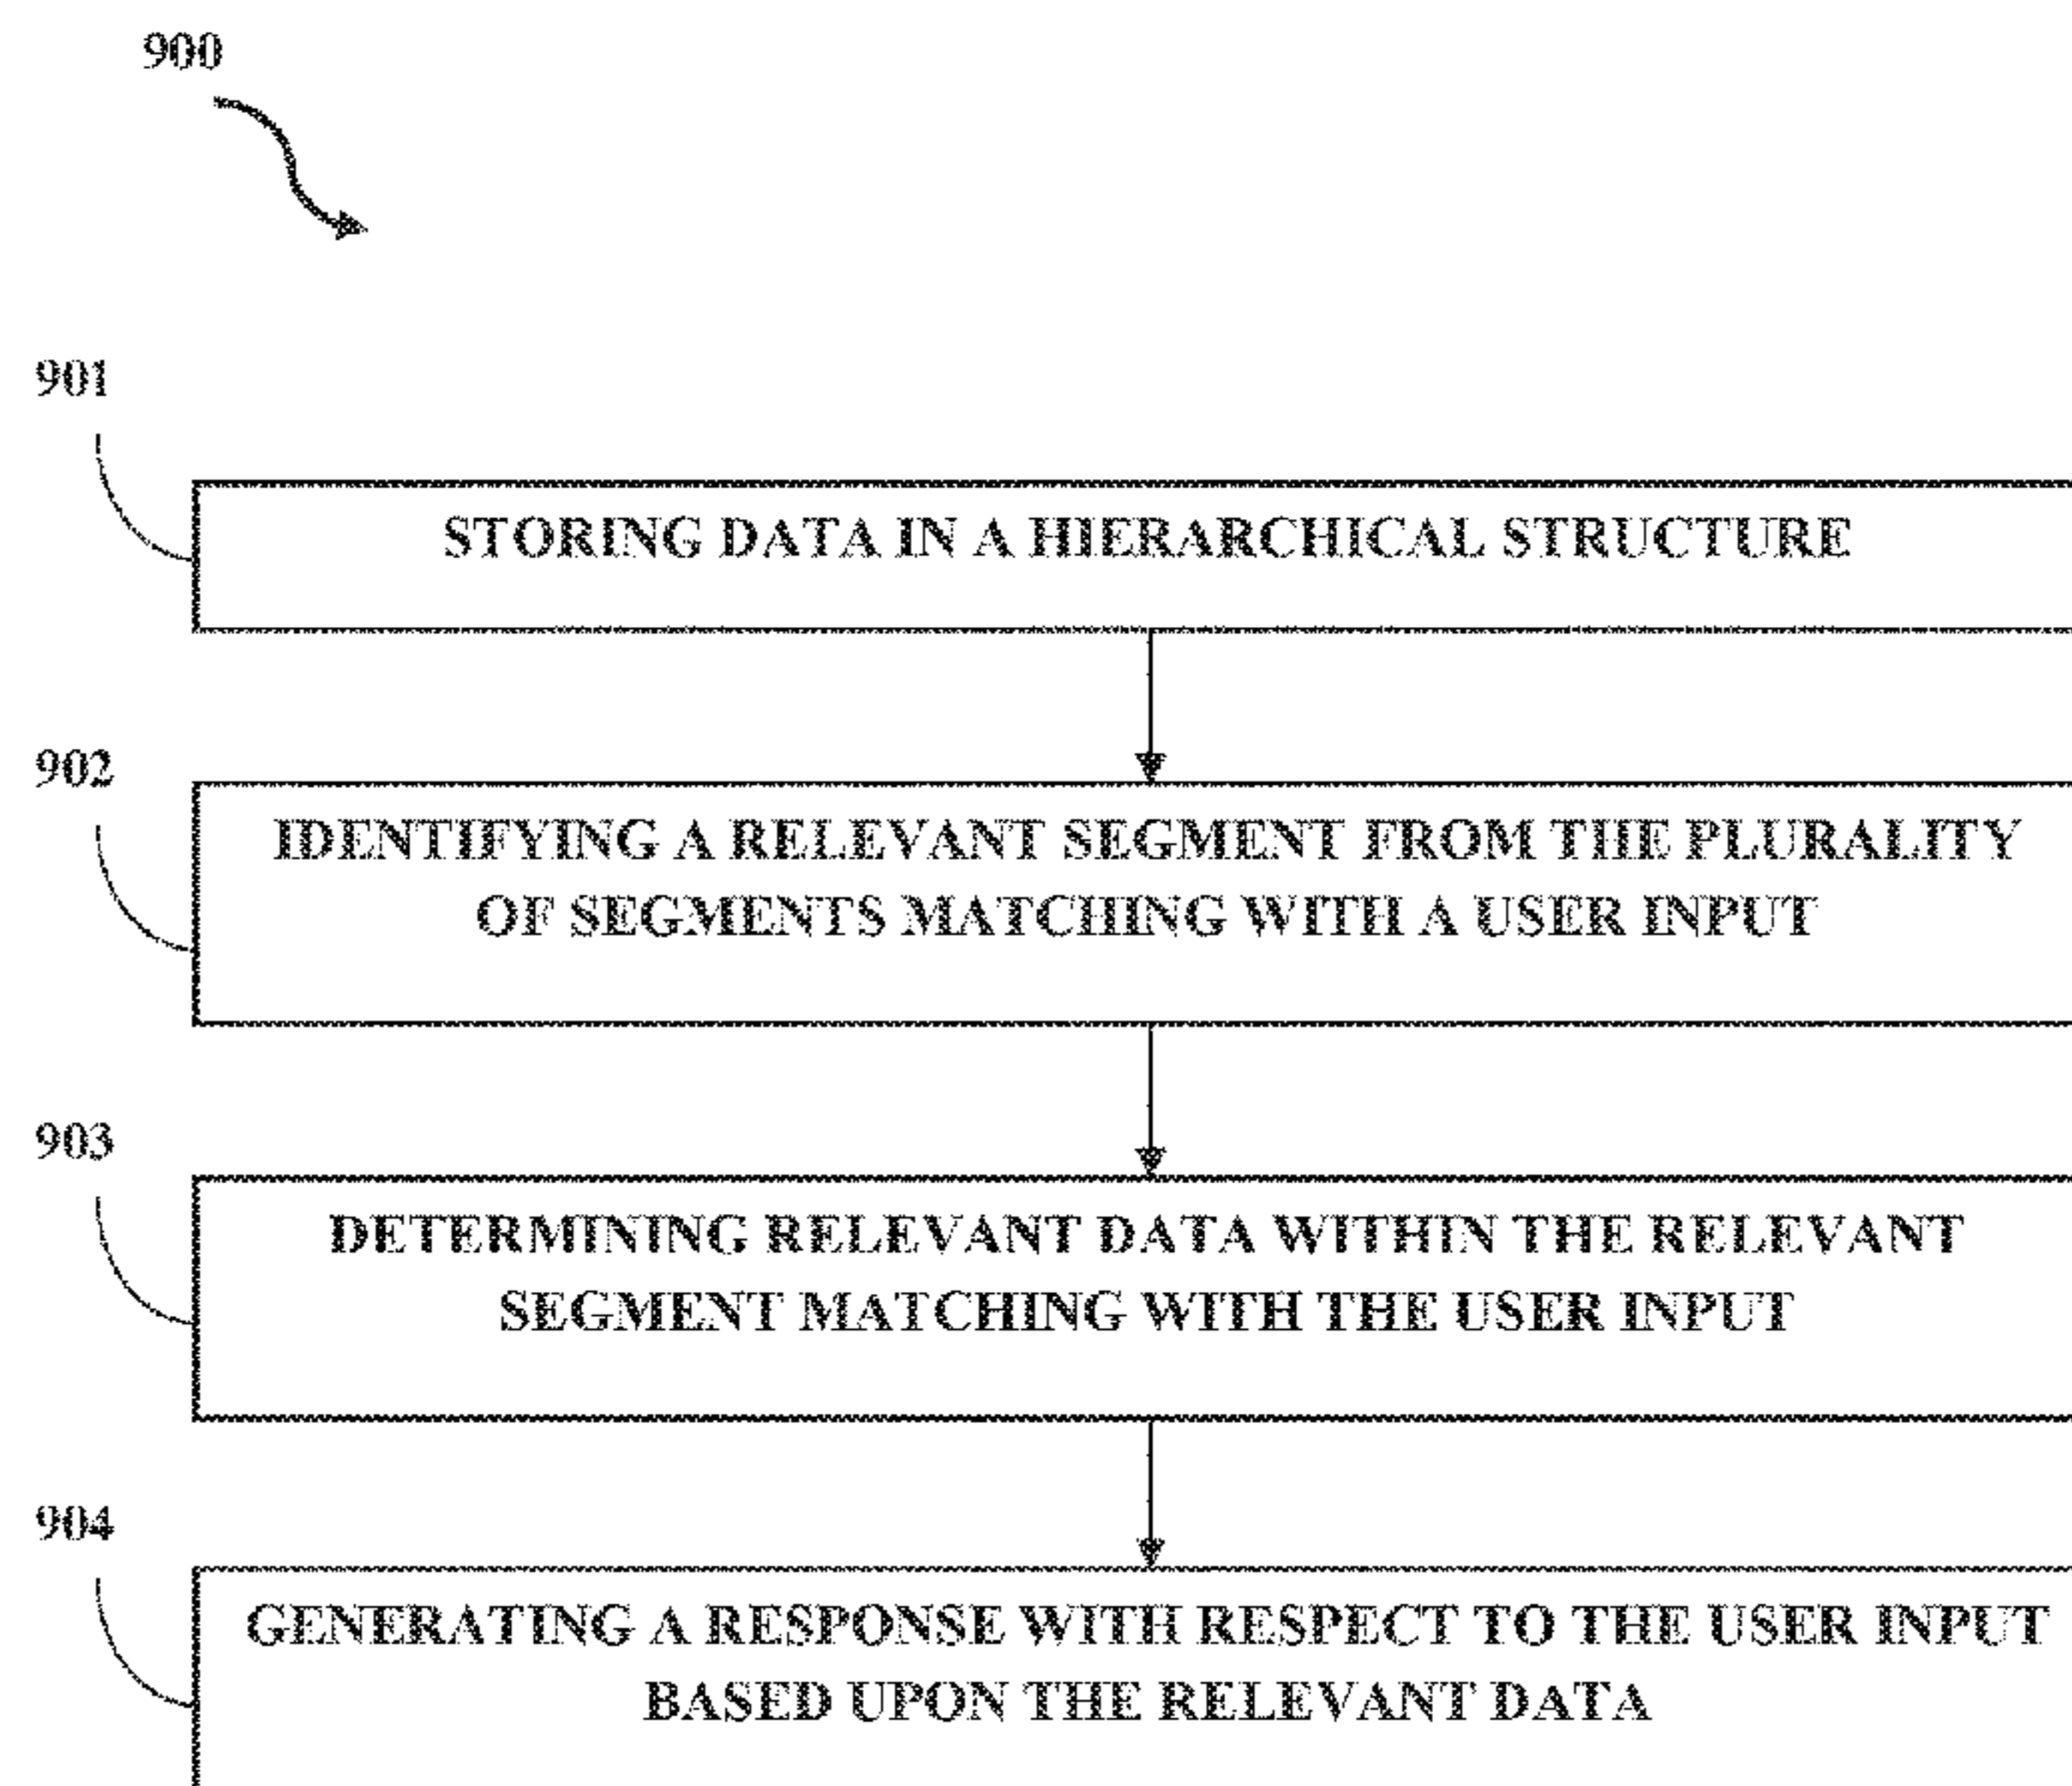 900
901
STORING DATA IN A HIERARCHICAL STRUCTURE
902
IDENTIFYING A RELEVANT SEGMENT FROM THE PLURALITY
OF SEGMENTS MATCHING WITH A USER INPUT
903
DETERMINING RELEVANT DATA WITHIN THE RELEVANT
SEGMENT MATCHING WITH THE USER INPUT
904
GENERATING A RESPONSE WITH RESPECT TO THE USER INPUT
BASED UPON THE RELEVANT DATA